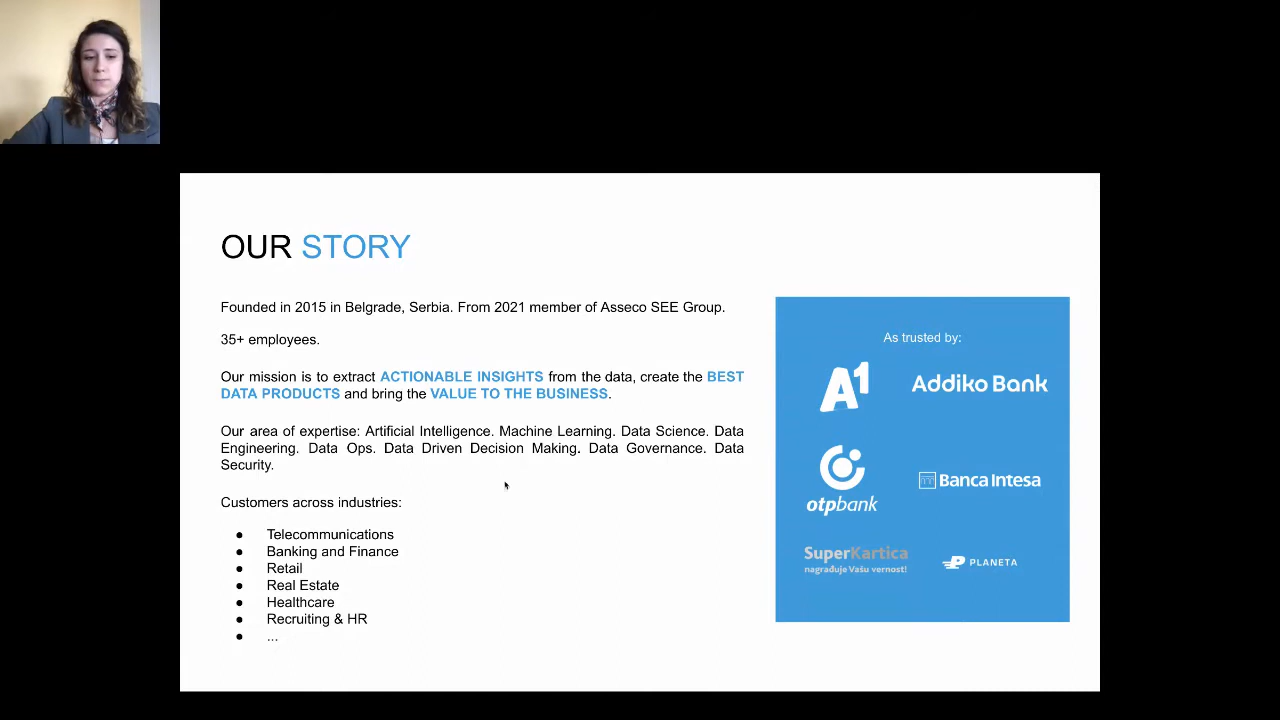 OUR STORY
Founded in 2015 in Belgrade, Serbia. From 2021 member of Asseco SEE Group.
35+ employees.
Our mission is to extract ACTIONABLE INSIGHTS from the data, create the BEST
DATA PRODUCTS and bring the VALUE TO THE BUSINESS.
Our area of expertise: Artificial Intelligence. Machine Learning. Data Science. Data
Engineering. Data Ops. Data Driven Decision Making. Data Governance. Data
Security.
Customers across industries:
● Telecommunications
● Banking and Finance
● Retail
● Real Estate
● Healthcare
● Recruiting & HR
● ...
As trusted by:
A1
Addiko Bank
otpbank
Banca Intesa
SuperKartica
nagrađuje Vašu vernost!
PLANETA